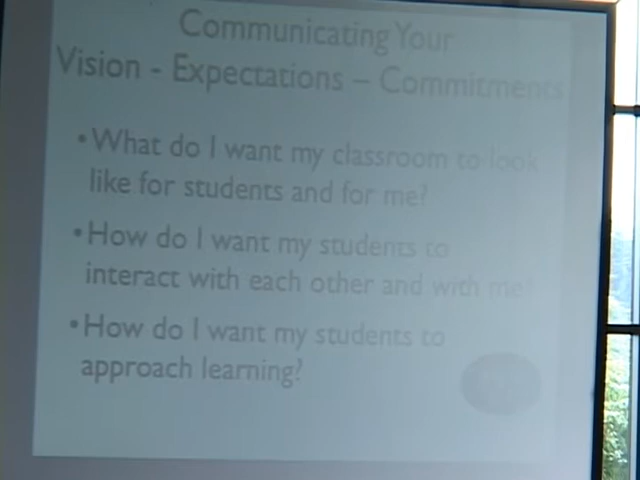 Communicating Your
Vision - Expectations – Commitments
• What do I want my classroom to look
like for students and for me?
• How do I want my students to
interact with each other and with me?
• How do I want my students to
approach learning?